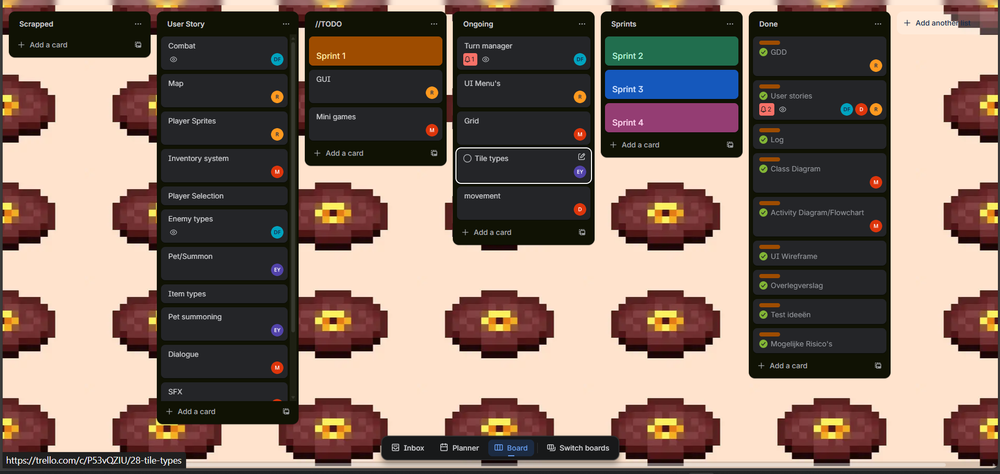 Scrapped
Add a card
User Story
Combat
DF
Map
R
Player Sprites
R
Inventory system
M
Player Selection
Enemy types
DF
Pet/Summon
EY
Item types
Pet summoning
EY
Dialogue
M
SFX
Add a card
//TODO
Sprint 1
GUI
R
Mini games
M
Add a card
Ongoing
Turn manager
1
DF
UI Menu's
R
Grid
M
Tile types
EY
movement
D
Add a card
Sprints
Sprint 2
Sprint 3
Sprint 4
Add a card
Done
GDD
R
User stories
2
DF D R
Log
Class Diagram
M
Activity Diagram/Flowchart
M
UI Wireframe
Overlegverslag
Test ideeën
Mogelijke Risico's
Add a card
Add another list
Inbox Planner Board Switch boards
https://trello.com/c/P53vQZIU/28-tile-types